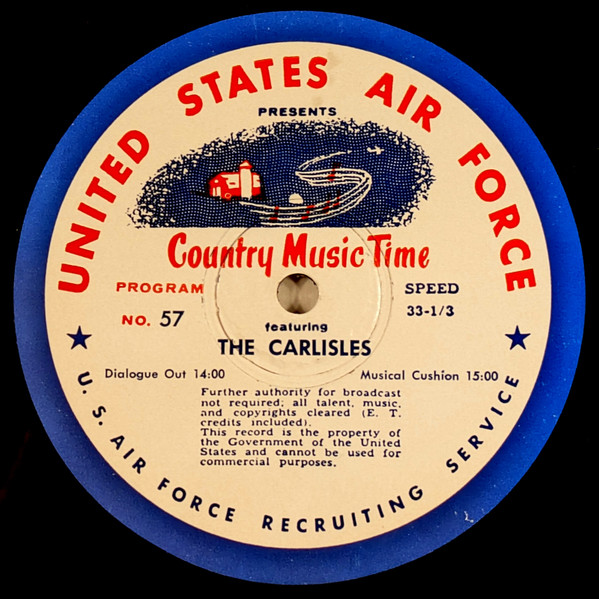 UNITED STATES AIR FORCE
PRESENTS
Country Music Time
PROGRAM
NO. 57
SPEED
33-1/3
featuring
THE CARLISLES
Dialogue Out 14:00
Musical Cushion 15:00
Further authority for broadcast
not required; all talent, music,
and copyrights cleared (E. T.
credits included).
This record is the property of
the Government of the United
States and cannot be used for
commercial purposes.
U. S. AIR FORCE RECRUITING SERVICE